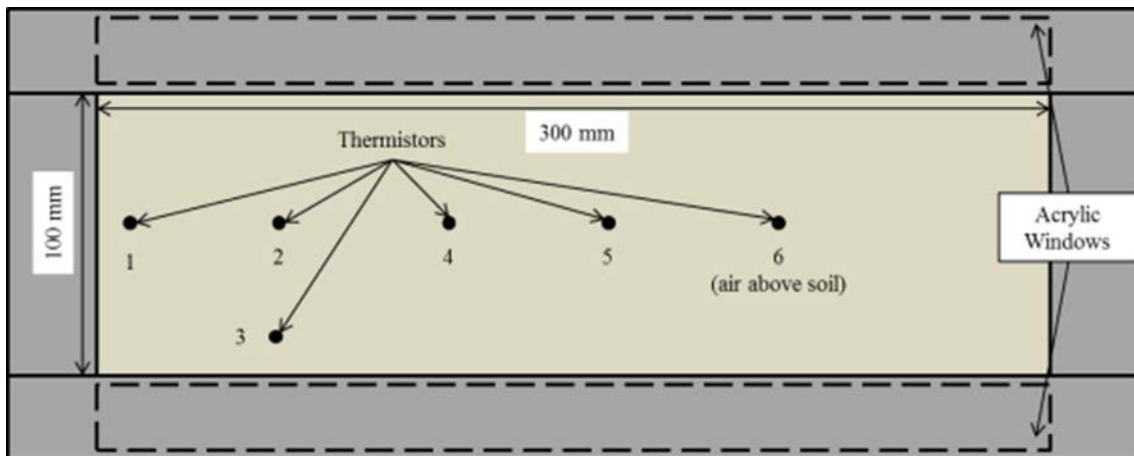 300 mm
Thermistors
100 mm
Acrylic
Windows
1
2
4
5
6
(air above soil)
3